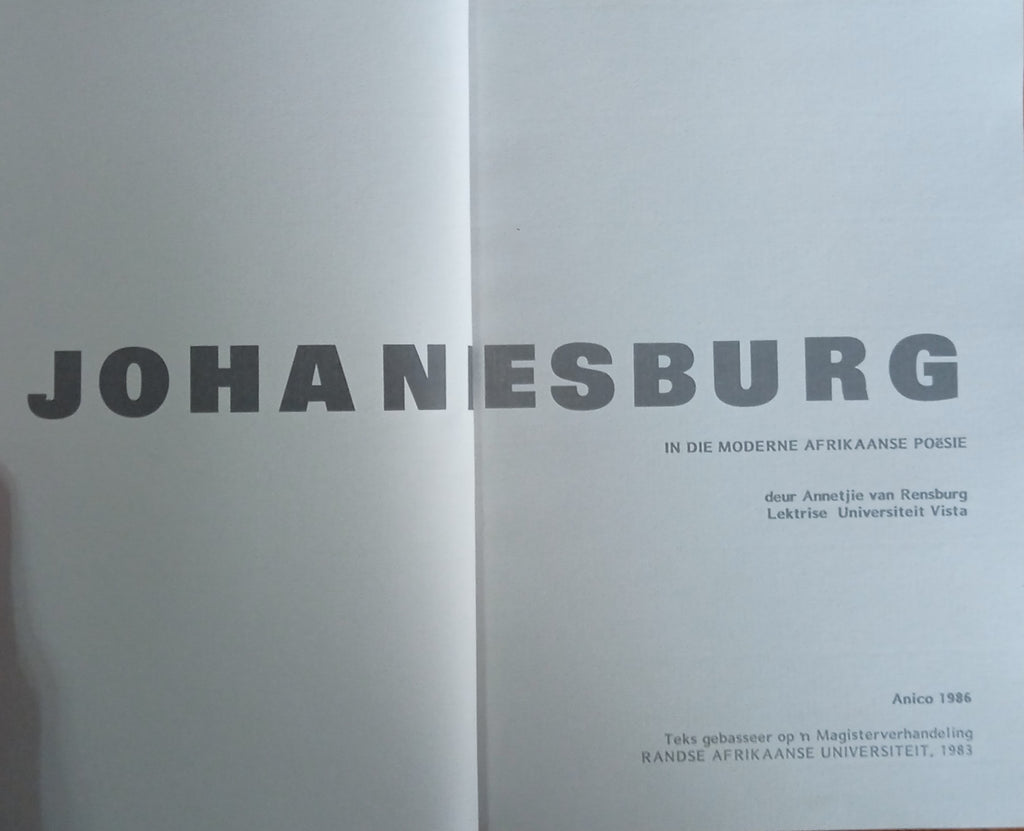 JOHANESBURG
IN DIE MODERNE AFRIKAANSE POëSIE
deur Annetjie van Rensburg
Lektrise Universiteit Vista
Anico 1986
Teks gebasseer op 'n Magisterverhandeling
RANDSE AFRIKAANSE UNIVERSITEIT, 1983